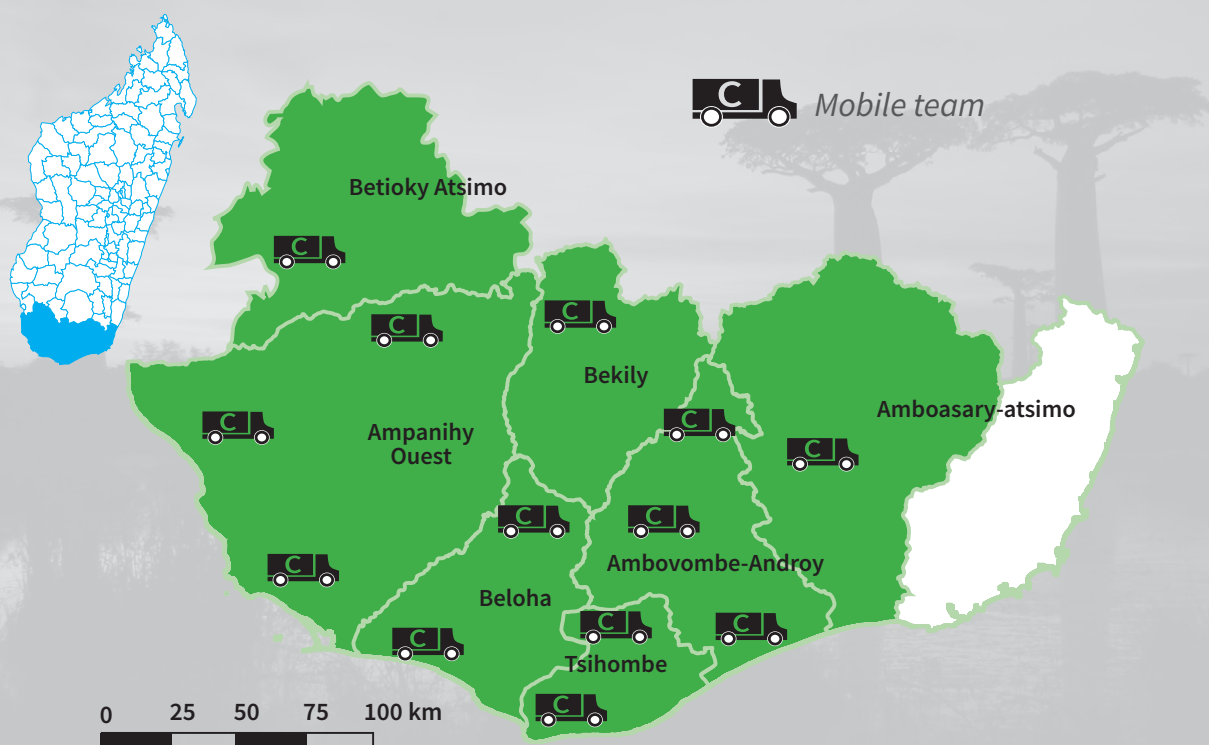 C Mobile team
Betioky Atsimo
C
C
C
Bekily
Amboasary-atsimo
C
C
Ampanihy
Ouest
C
C
C
Ambovombe-Androy
C
Beloha
C
C
C
Tsihombe
C
0 25 50 75 100 km